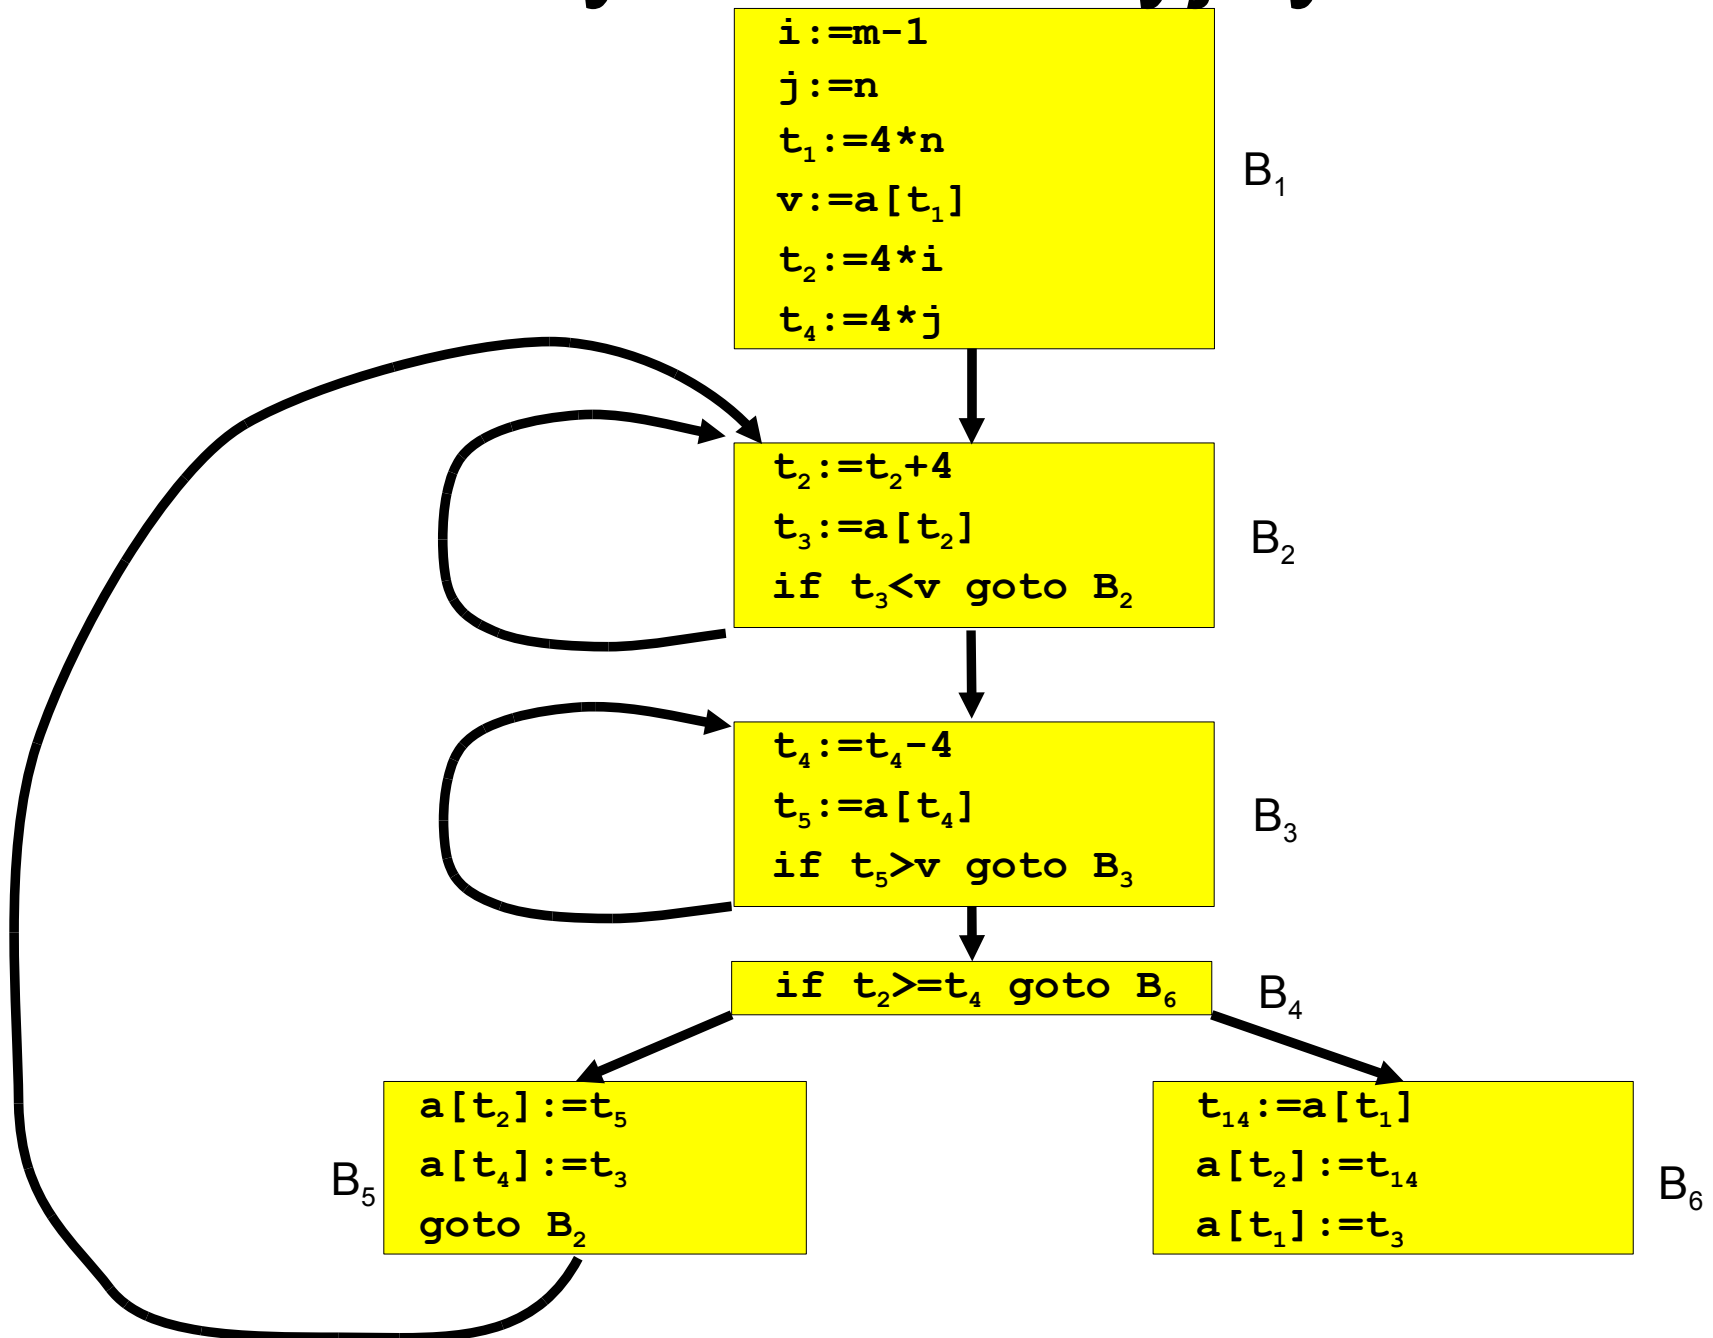 i:=m-1
j:=n
t₁:=4*n
v:=a[t₁]
t₂:=4*i
t₄:=4*j
B₁
t₂:=t₂+4
t₃:=a[t₂]
if t₃<v goto B₂
B₂
t₄:=t₄-4
t₅:=a[t₄]
if t₅>v goto B₃
B₃
if t₂>=t₄ goto B₆
B₄
a[t₂]:=t₅
a[t₄]:=t₃
goto B₂
B₅
t₁₄:=a[t₁]
a[t₂]:=t₁₄
a[t₁]:=t₃
B₆